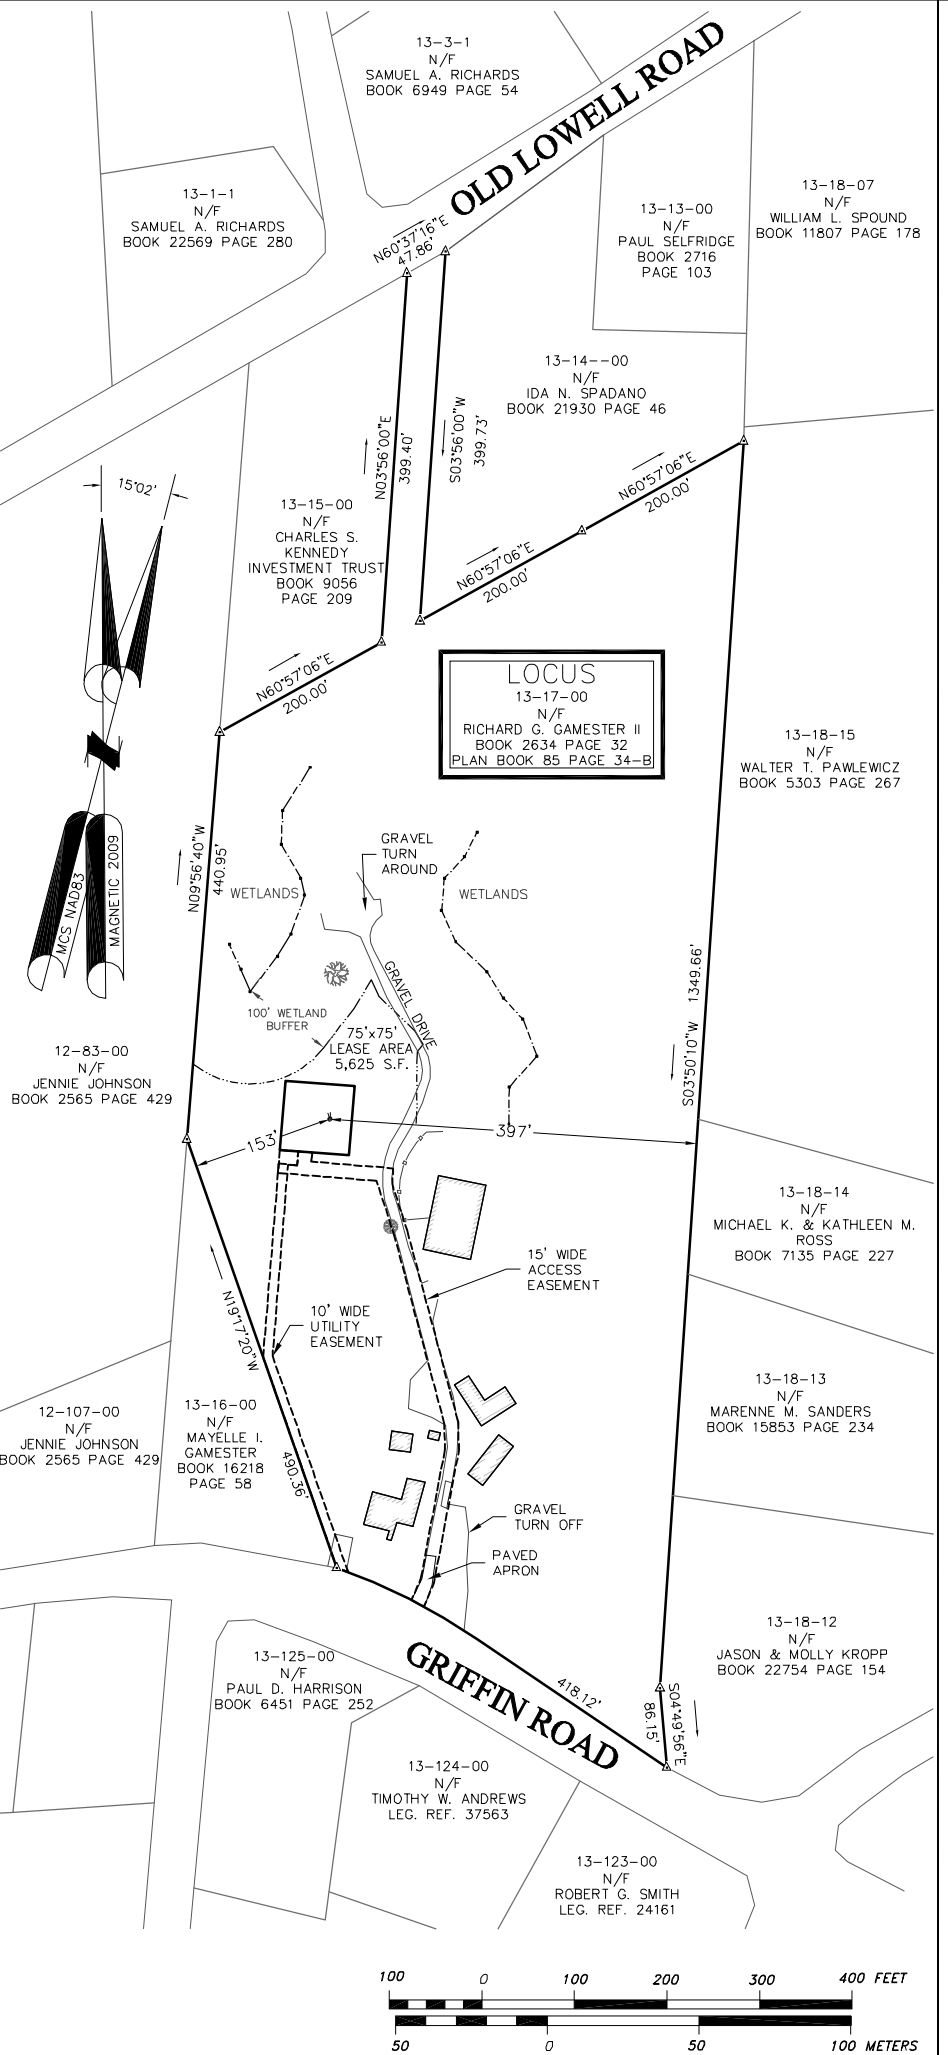 13-3-1
N/F
SAMUEL A. RICHARDS
BOOK 6949 PAGE 54
OLD LOWELL ROAD
13-1-1
N/F
SAMUEL A. RICHARDS
BOOK 22569 PAGE 280
13-18-07
N/F
WILLIAM L. SPOUND
BOOK 11807 PAGE 178
13-13-00
N/F
PAUL SELFRIDGE
BOOK 2716
PAGE 103
N60°37'16"E
47.86'
13-14--00
N/F
IDA N. SPADANO
BOOK 21930 PAGE 46
N03°56'00"E
399.40'
S03°56'00"W
399.73'
N60°57'06"E
200.00'
N60°57'06"E
200.00'
15°02'
13-15-00
N/F
CHARLES S.
KENNEDY
INVESTMENT TRUST
BOOK 9056
PAGE 209
N60°57'06"E
200.00'
LOCUS
13-17-00
N/F
RICHARD G. GAMESTER II
BOOK 2634 PAGE 32
PLAN BOOK 85 PAGE 34-B
13-18-15
N/F
WALTER T. PAWLEWICZ
BOOK 5303 PAGE 267
MCS NAD83
MAGNETIC 2009
N09°56'40"W
440.95'
GRAVEL
TURN
AROUND
WETLANDS
WETLANDS
GRAVEL DRIVE
S03°50'10"W 1349.66'
100' WETLAND
BUFFER
75'x75'
LEASE AREA
5,625 S.F.
12-83-00
N/F
JENNIE JOHNSON
BOOK 2565 PAGE 429
153'
397'
13-18-14
N/F
MICHAEL K. & KATHLEEN M.
ROSS
BOOK 7135 PAGE 227
15' WIDE
ACCESS
EASEMENT
10' WIDE
UTILITY
EASEMENT
N19°17'20"W
490.36'
13-18-13
N/F
MARENNE M. SANDERS
BOOK 15853 PAGE 234
12-107-00
N/F
JENNIE JOHNSON
BOOK 2565 PAGE 429
13-16-00
N/F
MAYELLE I.
GAMESTER
BOOK 16218
PAGE 58
GRAVEL
TURN OFF
PAVED
APRON
13-18-12
N/F
JASON & MOLLY KROPP
BOOK 22754 PAGE 154
13-125-00
N/F
PAUL D. HARRISON
BOOK 6451 PAGE 252
GRIFFIN ROAD
418.12'
S04°49'56"E
86.15'
13-124-00
N/F
TIMOTHY W. ANDREWS
LEG. REF. 37563
13-123-00
N/F
ROBERT G. SMITH
LEG. REF. 24161
100 0 100 200 300 400 FEET
50 0 50 100 METERS